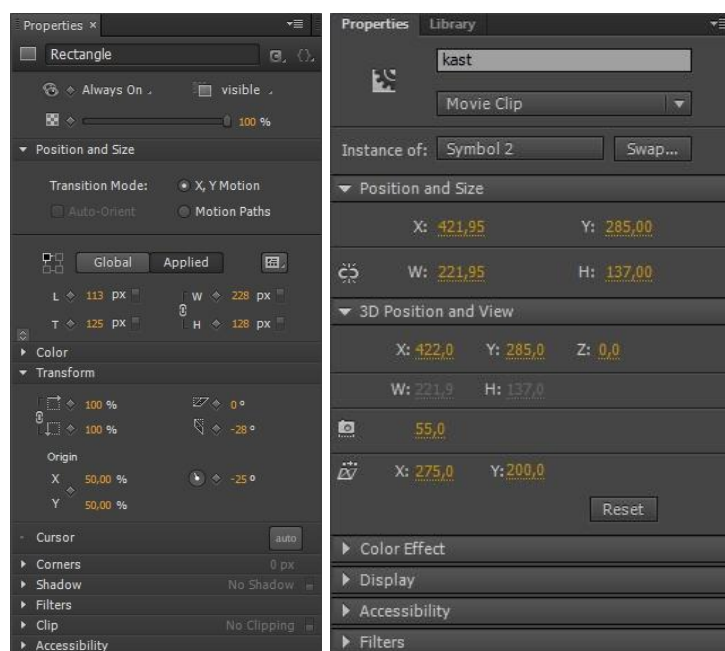 Properties ×
Rectangle
C, {}.
Always On
visible
100 %
Position and Size
Transition Mode:
X, Y Motion
Auto-Orient
Motion Paths
Global
Applied
L 113 px
W 228 px
T 125 px
H 128 px
Color
Transform
100 %
0 °
100 %
-28 °
Origin
X 50,00 %
-25 °
Y 50,00 %
Cursor
auto
Corners
0 px
Shadow
No Shadow
Filters
Clip
No Clipping
Accessibility
Properties
Library
kast
Movie Clip
Instance of: Symbol 2
Swap...
Position and Size
X: 421,95
Y: 285,00
W: 221,95
H: 137,00
3D Position and View
X: 422,0
Y: 285,0
Z: 0,0
W: 221,9
H: 137,0
55,0
X: 275,0
Y: 200,0
Reset
Color Effect
Display
Accessibility
Filters